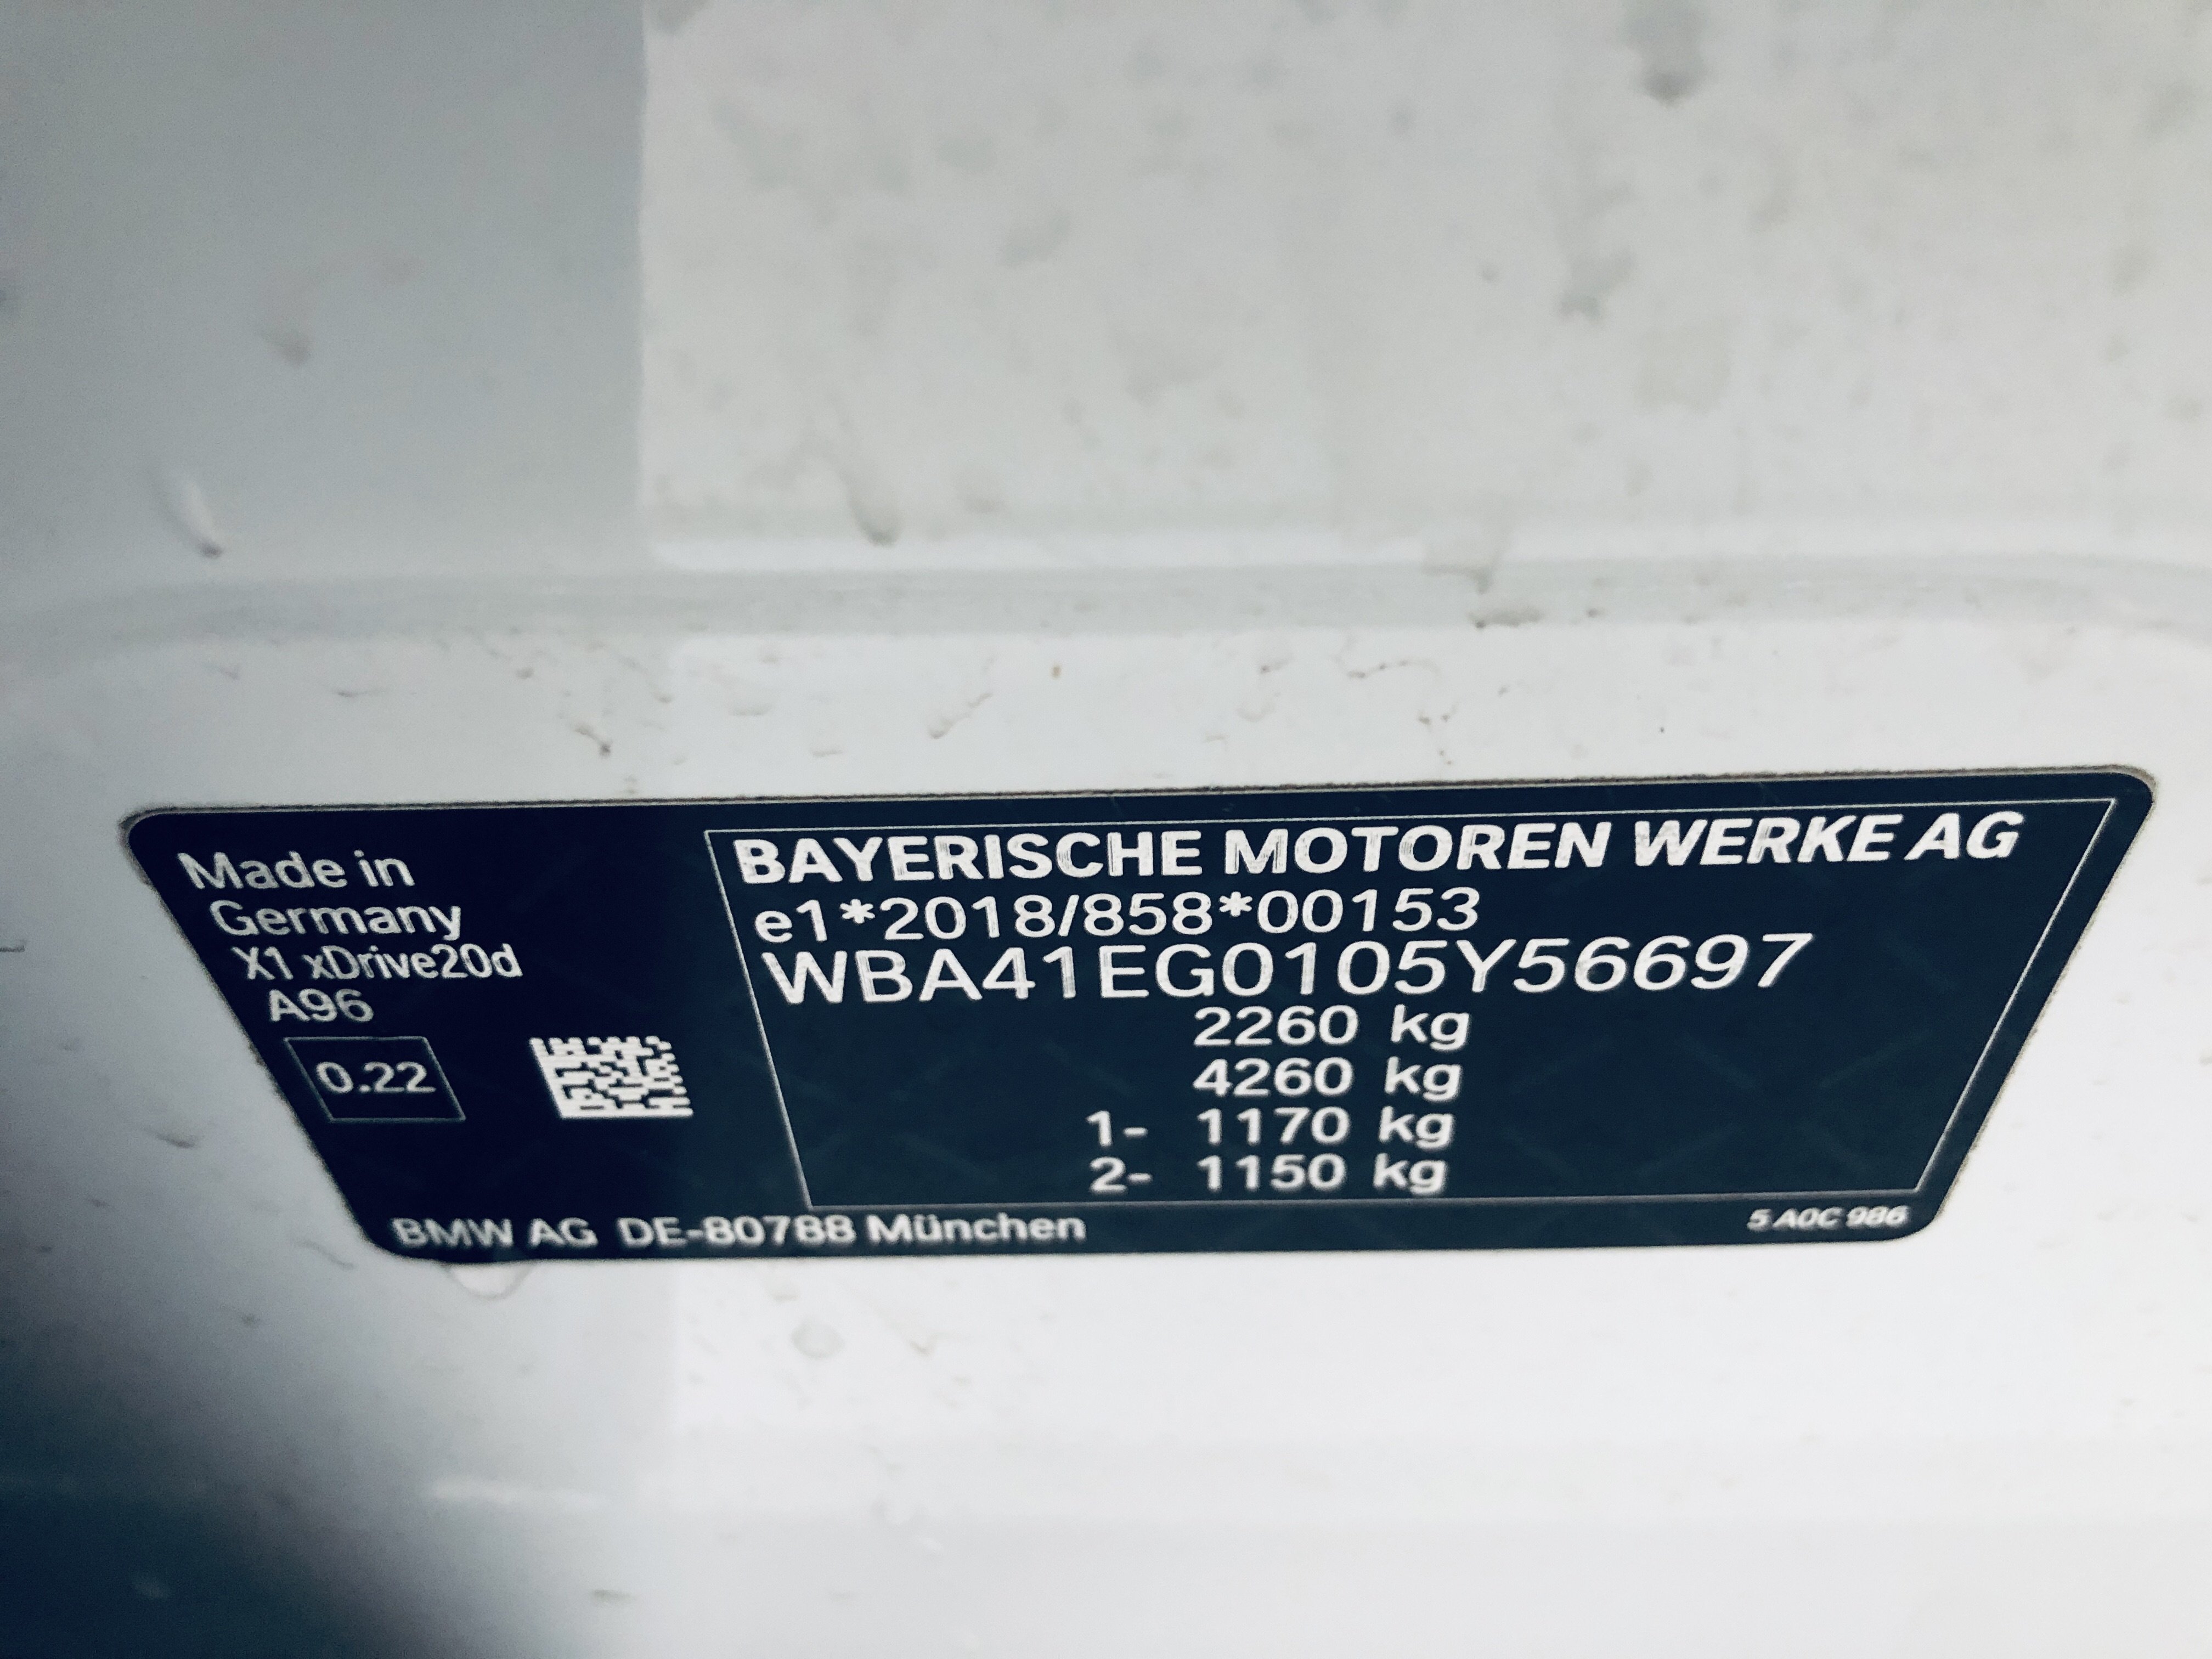 Made in
Germany
X1 xDrive20d
A96
0.22
BAYERISCHE MOTOREN WERKE AG
e1*2018/858*00153
WBA41EG0105Y56697
2260 kg
4260 kg
1- 1170 kg
2- 1150 kg
BMW AG DE-80788 München
5 A0C 986